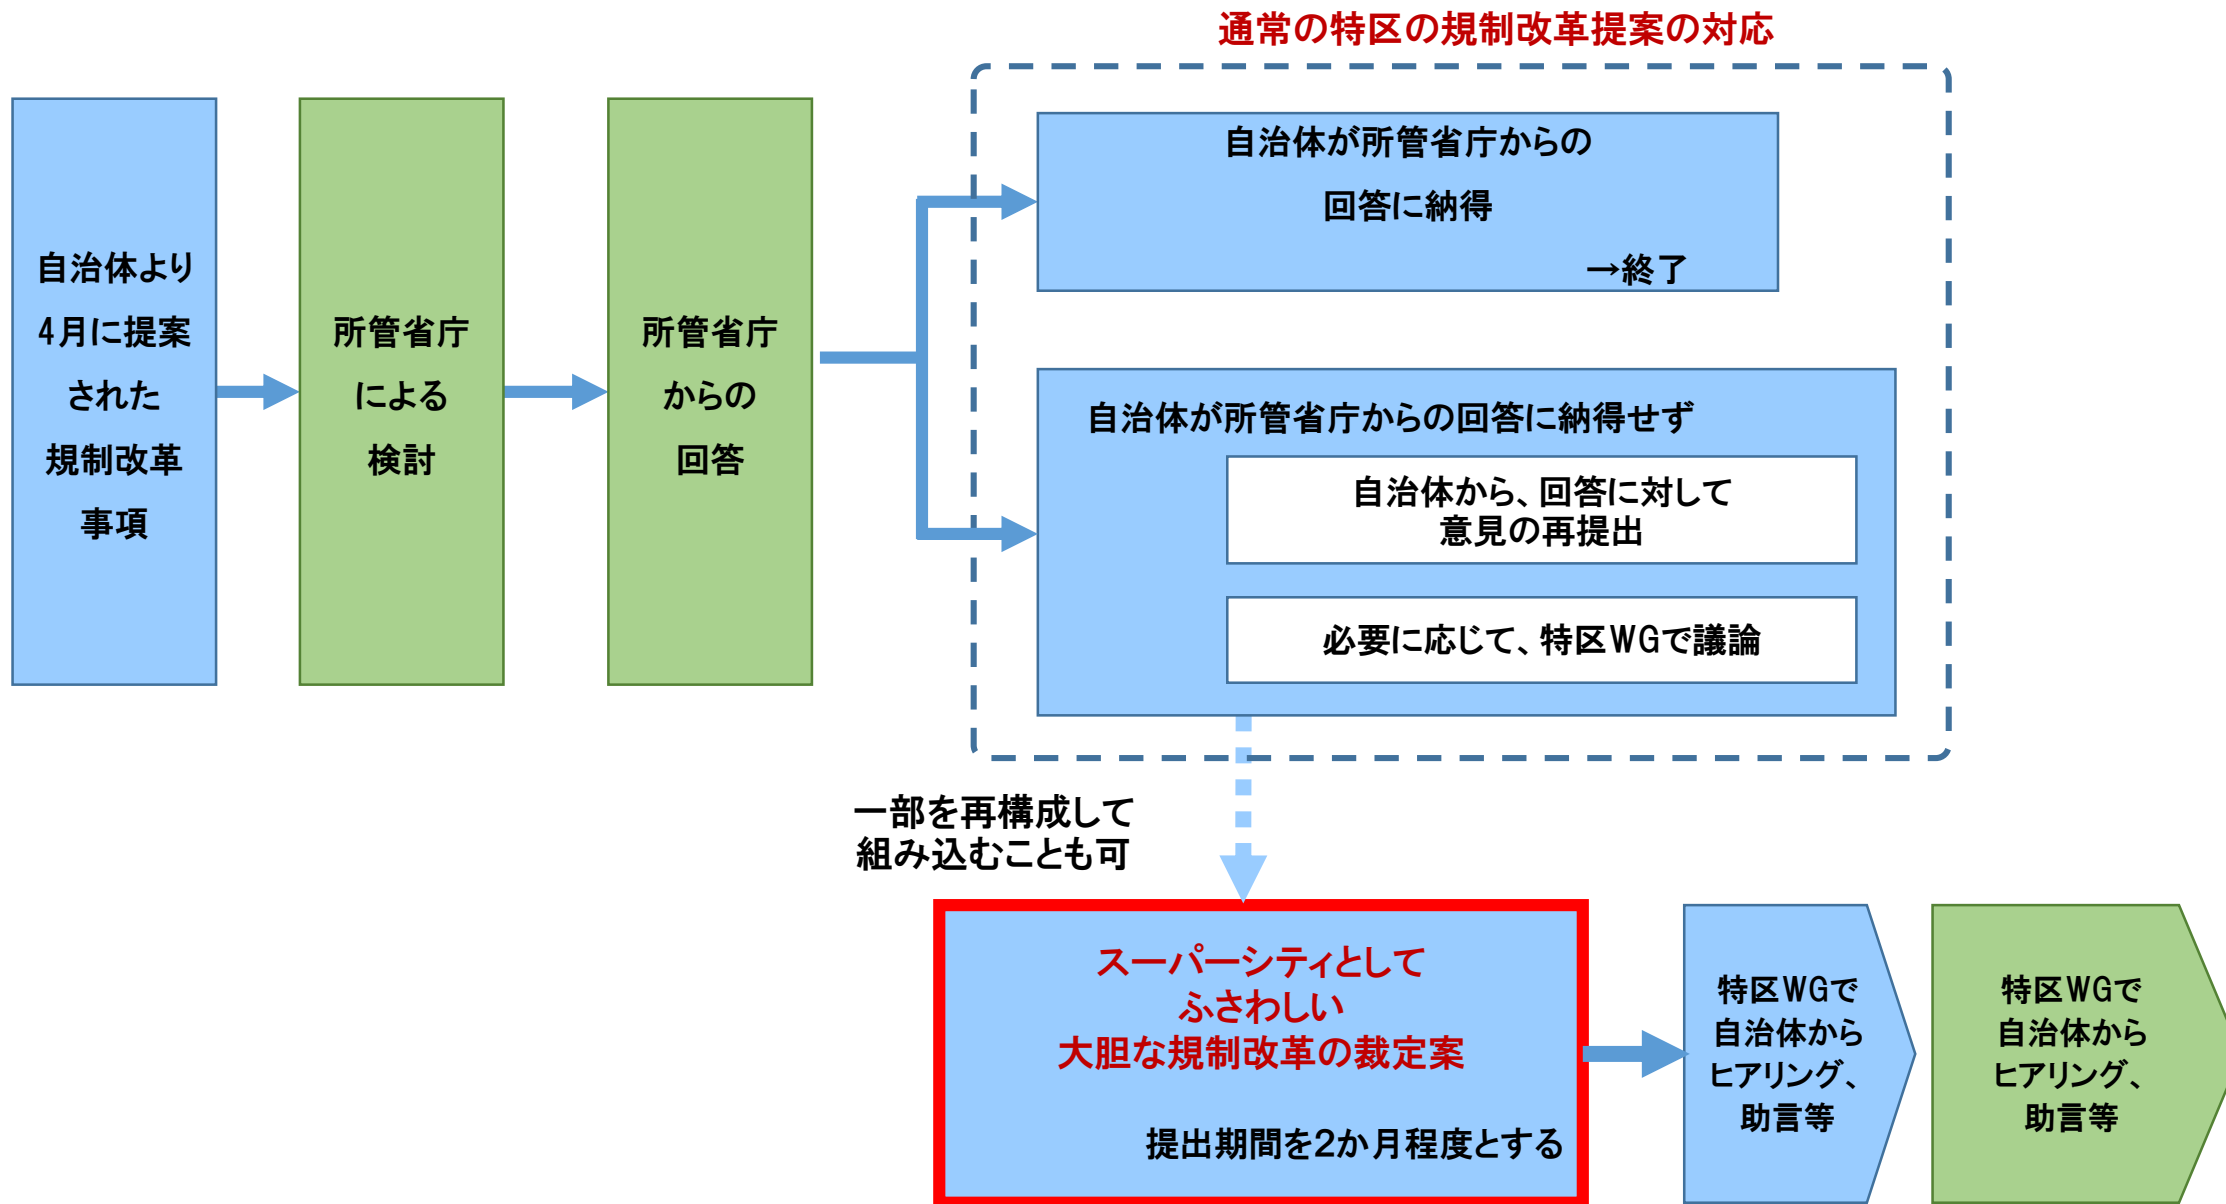 通常の特区の規制改革提案の対応
自治体より
4月に提案
された
規制改革
事項
所管省庁
による
検討
所管省庁
からの
回答
自治体が所管省庁からの
回答に納得
→終了
自治体が所管省庁からの回答に納得せず
自治体から、回答に対して
意見の再提出
必要に応じて、特区WGで議論
一部を再構成して
組み込むことも可
スーパーシティとして
ふさわしい
大胆な規制改革の裁定案
提出期間を2か月程度とする
特区WGで
自治体から
ヒアリング、
助言等
特区WGで
自治体から
ヒアリング、
助言等